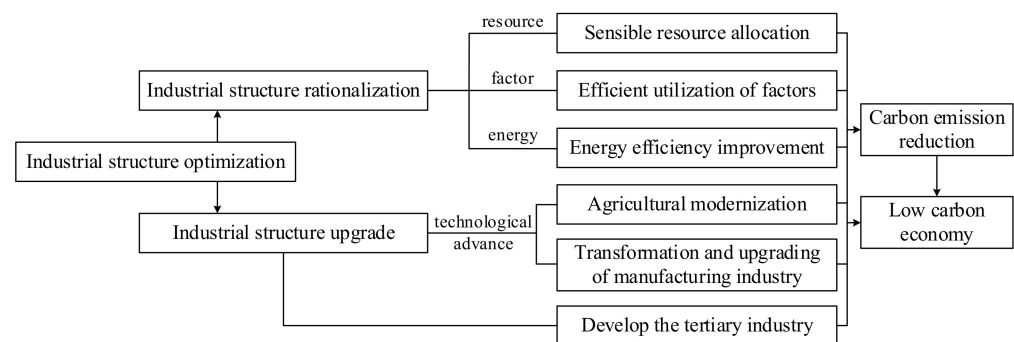 resource
Sensible resource allocation
Industrial structure rationalization
factor
Efficient utilization of factors
energy
Energy efficiency improvement
Carbon emission
reduction
Industrial structure optimization
Industrial structure upgrade
technological
advance
Agricultural modernization
Transformation and upgrading
of manufacturing industry
Low carbon
economy
Develop the tertiary industry